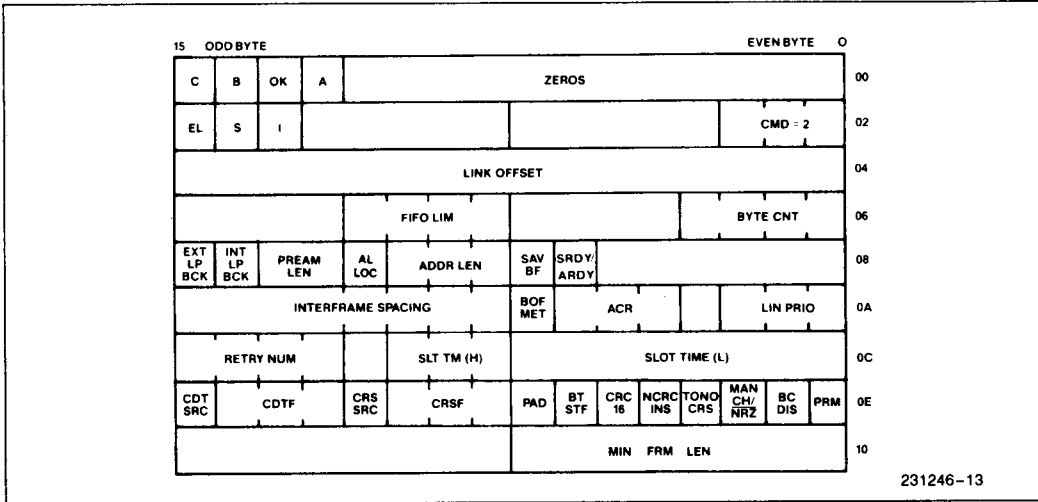 15 ODD BYTE EVEN BYTE O
C B OK A ZEROS 00
EL S I CMD = 2 02
LINK OFFSET 04
FIFO LIM BYTE CNT 06
EXT LP BCK INT LP BCK PREAM LEN AL LOC ADDR LEN SAV BF SRDY/ ARDY 08
INTERFRAME SPACING BOF MET ACR LIN PRIO 0A
RETRY NUM SLT TM (H) SLOT TIME (L) 0C
CDT SRC CDTF CRS SRC CRSF PAD BT STF CRC 16 NCRC INS TONO CRS MAN CH/ NRZ BC DIS PRM 0E
MIN FRM LEN 10
231246-13